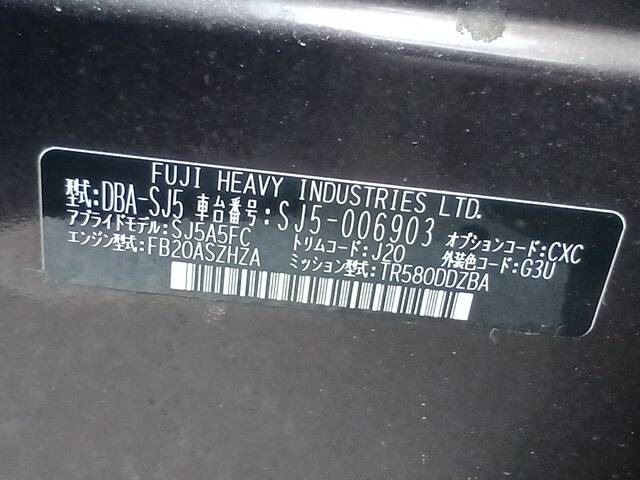 FUJI HEAVY INDUSTRIES LTD.
型式:DBA-SJ5 車台番号:SJ5-006903 オプションコード:CXC
アプライドモデル:SJ5A5FC トリムコード:J20 外装色コード:G3U
エンジン型式:FB20ASZHZA ミッション型式:TR580DDZBA